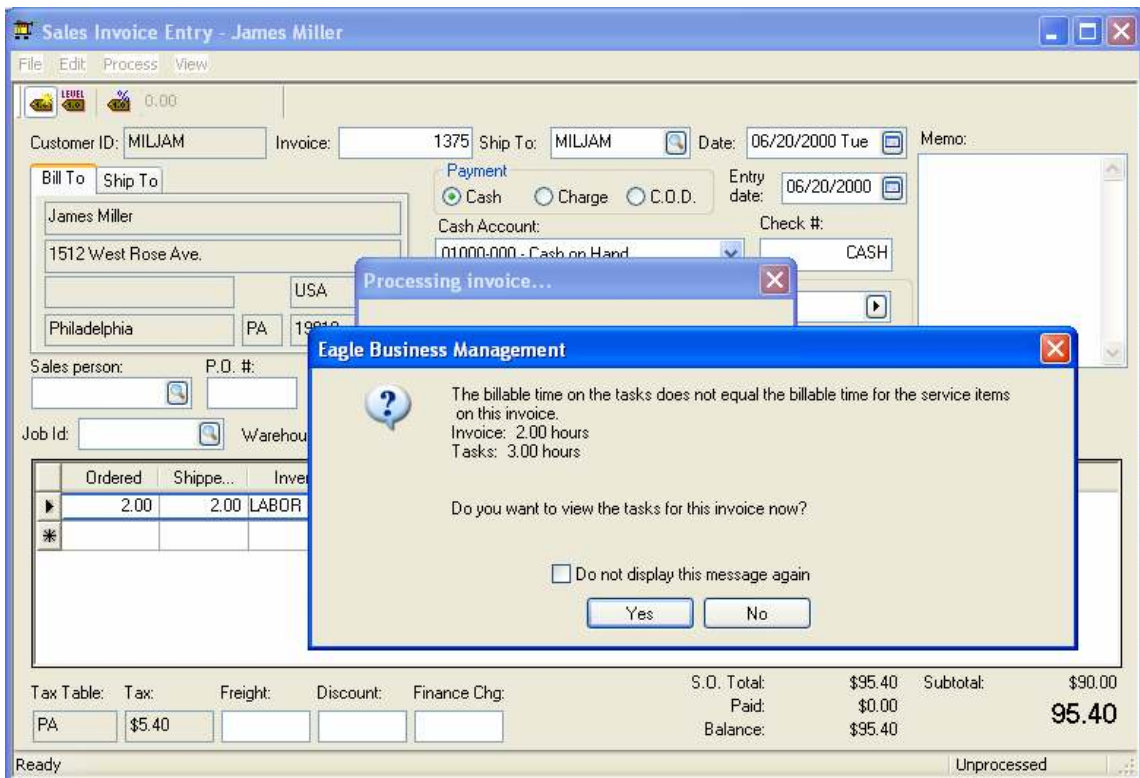 Sales Invoice Entry - James Miller
File Edit Process View
LEVEL
% 0.00
Customer ID: MILJAM Invoice: 1375 Ship To: MILJAM Date: 06/20/2000 Tue Memo:
Bill To Ship To
Payment
Cash Charge C.O.D.
Entry date: 06/20/2000
James Miller
Cash Account:
Check #:
1512 West Rose Ave.
01000-000 - Cash on Hand
CASH
USA
Processing invoice...
Philadelphia PA
Eagle Business Management
Sales person: P.O. #:
The billable time on the tasks does not equal the billable time for the service items
on this invoice.
Invoice: 2.00 hours
Tasks: 3.00 hours
Job Id:
Do you want to view the tasks for this invoice now?
Do not display this message again
Yes No
Ordered Shippe...
2.00 2.00 LABOR
Tax Table: Tax: Freight: Discount: Finance Chg:
PA $5.40
S.O. Total: $95.40 Subtotal: $90.00
Paid: $0.00
95.40
Balance: $95.40
Ready Unprocessed